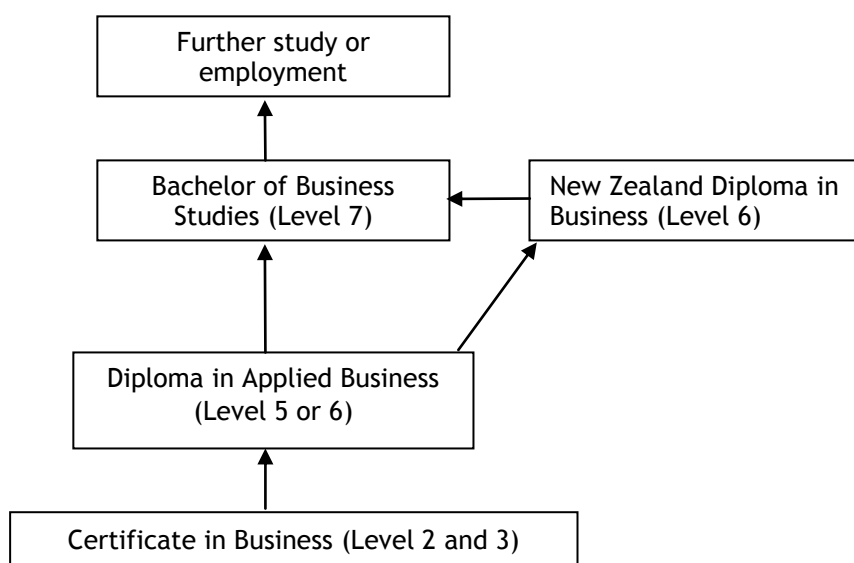 Further study or
employment
Bachelor of Business
Studies (Level 7)
New Zealand Diploma in
Business (Level 6)
Diploma in Applied Business
(Level 5 or 6)
Certificate in Business (Level 2 and 3)